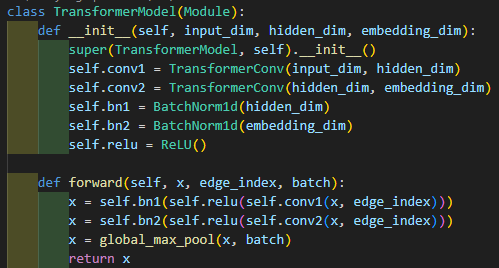 class TransformerModel(Module):
    def __init__(self, input_dim, hidden_dim, embedding_dim):
        super(TransformerModel, self).__init__()
        self.conv1 = TransformerConv(input_dim, hidden_dim)
        self.conv2 = TransformerConv(hidden_dim, embedding_dim)
        self.bn1 = BatchNorm1d(hidden_dim)
        self.bn2 = BatchNorm1d(embedding_dim)
        self.relu = ReLU()
    def forward(self, x, edge_index, batch):
        x = self.bn1(self.relu(self.conv1(x, edge_index)))
        x = self.bn2(self.relu(self.conv2(x, edge_index)))
        x = global_max_pool(x, batch)
        return x